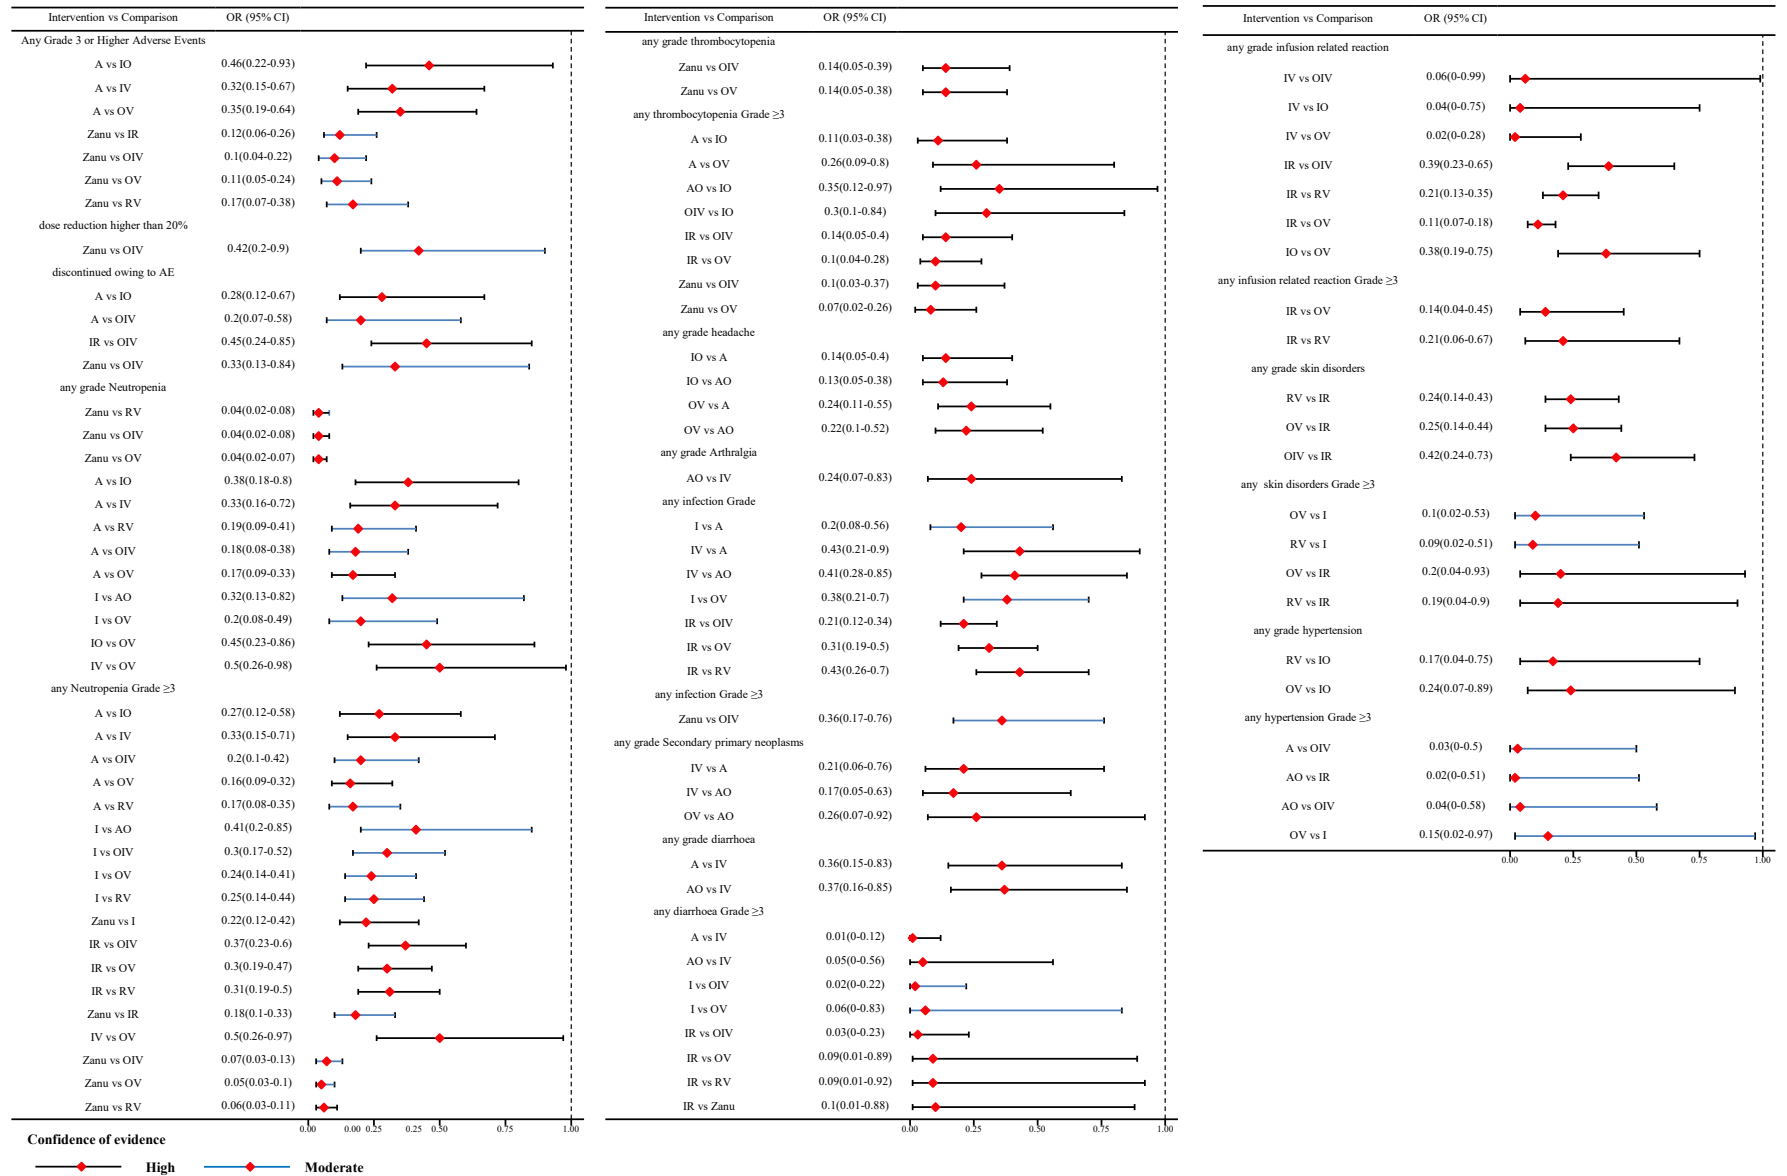 Intervention vs Comparison OR (95% CI)
Any Grade 3 or Higher Adverse Events
A vs IO 0.46(0.22-0.93)
A vs IV 0.32(0.15-0.67)
A vs OV 0.35(0.19-0.64)
Zanu vs IR 0.12(0.06-0.26)
Zanu vs OIV 0.1(0.04-0.22)
Zanu vs OV 0.11(0.05-0.24)
Zanu vs RV 0.17(0.07-0.38)
dose reduction higher than 20%
Zanu vs OIV 0.42(0.2-0.9)
discontinued owing to AE
A vs IO 0.28(0.12-0.67)
A vs OIV 0.2(0.07-0.58)
IR vs OIV 0.45(0.24-0.85)
Zanu vs OIV 0.33(0.13-0.84)
any grade Neutropenia
Zanu vs RV 0.04(0.02-0.08)
Zanu vs OIV 0.04(0.02-0.08)
Zanu vs OV 0.04(0.02-0.07)
A vs IO 0.38(0.18-0.8)
A vs IV 0.33(0.16-0.72)
A vs RV 0.19(0.09-0.41)
A vs OIV 0.18(0.08-0.38)
A vs OV 0.17(0.09-0.33)
I vs AO 0.32(0.13-0.82)
I vs OV 0.2(0.08-0.49)
IO vs OV 0.45(0.23-0.86)
IV vs OV 0.5(0.26-0.98)
any Neutropenia Grade ≥3
A vs IO 0.27(0.12-0.58)
A vs IV 0.33(0.15-0.71)
A vs OIV 0.2(0.1-0.42)
A vs OV 0.16(0.09-0.32)
A vs RV 0.17(0.08-0.35)
I vs AO 0.41(0.2-0.85)
I vs OIV 0.3(0.17-0.52)
I vs OV 0.24(0.14-0.41)
I vs RV 0.25(0.14-0.44)
Zanu vs I 0.22(0.12-0.42)
IR vs OIV 0.37(0.23-0.6)
IR vs OV 0.3(0.19-0.47)
IR vs RV 0.31(0.19-0.5)
Zanu vs IR 0.18(0.1-0.33)
IV vs OV 0.5(0.26-0.97)
Zanu vs OIV 0.07(0.03-0.13)
Zanu vs OV 0.05(0.03-0.1)
Zanu vs RV 0.06(0.03-0.11)
0.00 0.00 0.25 0.50 0.75 1.00
Confidence of evidence
High Moderate
Intervention vs Comparison OR (95% CI)
any grade thrombocytopenia
Zanu vs OIV 0.14(0.05-0.39)
Zanu vs OV 0.14(0.05-0.38)
any thrombocytopenia Grade ≥3
A vs IO 0.11(0.03-0.38)
A vs OV 0.26(0.09-0.8)
AO vs IO 0.35(0.12-0.97)
OIV vs IO 0.3(0.1-0.84)
IR vs OIV 0.14(0.05-0.4)
IR vs OV 0.1(0.04-0.28)
Zanu vs OIV 0.1(0.03-0.37)
Zanu vs OV 0.07(0.02-0.26)
any grade headache
IO vs A 0.14(0.05-0.4)
IO vs AO 0.13(0.05-0.38)
OV vs A 0.24(0.11-0.55)
OV vs AO 0.22(0.1-0.52)
any grade Arthralgia
AO vs IV 0.24(0.07-0.83)
any infection Grade
I vs A 0.2(0.08-0.56)
IV vs A 0.43(0.21-0.9)
IV vs AO 0.41(0.28-0.85)
I vs OV 0.38(0.21-0.7)
IR vs OIV 0.21(0.12-0.34)
IR vs OV 0.31(0.19-0.5)
IR vs RV 0.43(0.26-0.7)
any infection Grade ≥3
Zanu vs OIV 0.36(0.17-0.76)
any grade Secondary primary neoplasms
IV vs A 0.21(0.06-0.76)
IV vs AO 0.17(0.05-0.63)
OV vs AO 0.26(0.07-0.92)
any grade diarrhoea
A vs IV 0.36(0.15-0.83)
AO vs IV 0.37(0.16-0.85)
any diarrhoea Grade ≥3
A vs IV 0.01(0-0.12)
AO vs IV 0.05(0-0.56)
I vs OIV 0.02(0-0.22)
I vs OV 0.06(0-0.83)
IR vs OIV 0.03(0-0.23)
IR vs OV 0.09(0.01-0.89)
IR vs RV 0.09(0.01-0.92)
IR vs Zanu 0.1(0.01-0.88)
0.00 0.25 0.50 0.75 1.00
Intervention vs Comparison OR (95% CI)
any grade infusion related reaction
IV vs OIV 0.06(0-0.99)
IV vs IO 0.04(0-0.75)
IV vs OV 0.02(0-0.28)
IR vs OIV 0.39(0.23-0.65)
IR vs RV 0.21(0.13-0.35)
IR vs OV 0.11(0.07-0.18)
IO vs OV 0.38(0.19-0.75)
any infusion related reaction Grade ≥3
IR vs OV 0.14(0.04-0.45)
IR vs RV 0.21(0.06-0.67)
any grade skin disorders
RV vs IR 0.24(0.14-0.43)
OV vs IR 0.25(0.14-0.44)
OIV vs IR 0.42(0.24-0.73)
any skin disorders Grade ≥3
OV vs I 0.1(0.02-0.53)
RV vs I 0.09(0.02-0.51)
OV vs IR 0.2(0.04-0.93)
RV vs IR 0.19(0.04-0.9)
any grade hypertension
RV vs IO 0.17(0.04-0.75)
OV vs IO 0.24(0.07-0.89)
any hypertension Grade ≥3
A vs OIV 0.03(0-0.5)
AO vs IR 0.02(0-0.51)
AO vs OIV 0.04(0-0.58)
OV vs I 0.15(0.02-0.97)
0.00 0.25 0.50 0.75 1.00